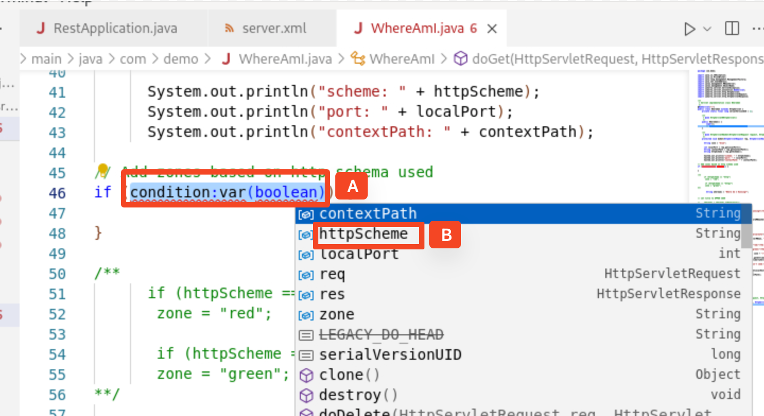 RestApplication.java server.xml WhereAmI.java 6
main > java > com > demo > WhereAmI.java > WhereAmI > doGet(HttpServletRequest, HttpServletRespons
40
41 System.out.println("scheme: " + httpScheme);
42 System.out.println("port: " + localPort);
43 System.out.println("contextPath: " + contextPath);
44
45 // Add zones based on http schema used
46 if (condition:var(boolean)) A
47 contextPath String
httpScheme B String
48 }
localPort int
49
50 /** req HttpServletRequest
51 if (httpScheme == res HttpServletResponse
52 zone = "red"; zone String
53 LEGACY_DO_HEAD
54 if (httpScheme = serialVersionUID long
55 zone = "green"; clone() Object
56 **/ destroy() void
57 doDelete(HttpServletRequest req, HttpServlet